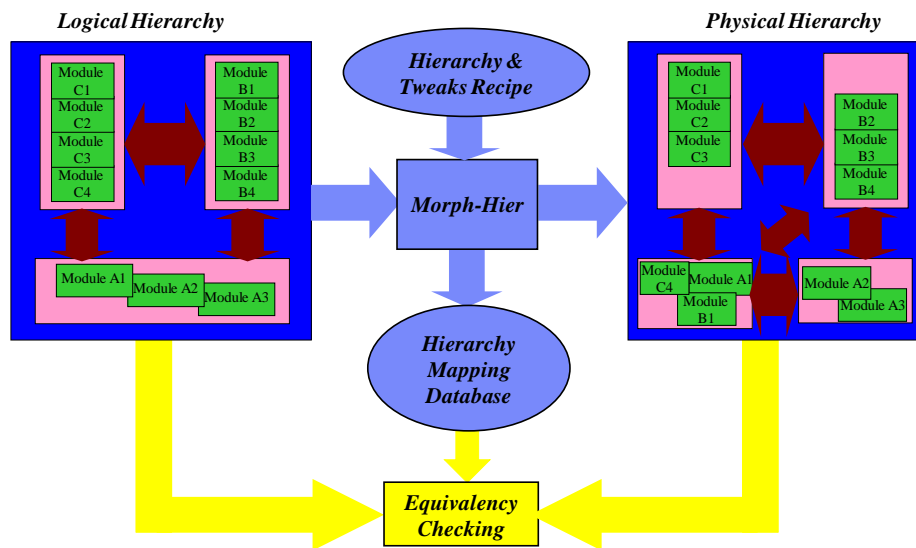 Logical Hierarchy
Module
C1
Module
C2
Module
C3
Module
C4
Module
B1
Module
B2
Module
B3
Module
B4
Module A1
Module A2
Module A3
Hierarchy &
Tweaks Recipe
Morph-Hier
Hierarchy
Mapping
Database
Equivalency
Checking
Physical Hierarchy
Module
C1
Module
C2
Module
C3
Module
B2
Module
B3
Module
B4
Module
C4
Module A1
Module
B1
Module A2
Module A3